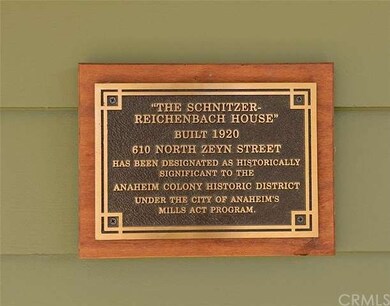 "THE SCHNITZER-
REICHENBACH HOUSE"
BUILT 1920
610 NORTH ZEYN STREET
HAS BEEN DESIGNATED AS HISTORICALLY
SIGNIFICANT TO THE
ANAHEIM COLONY HISTORIC DISTRICT
UNDER THE CITY OF ANAHEIM'S
MILLS ACT PROGRAM.
CRMLS